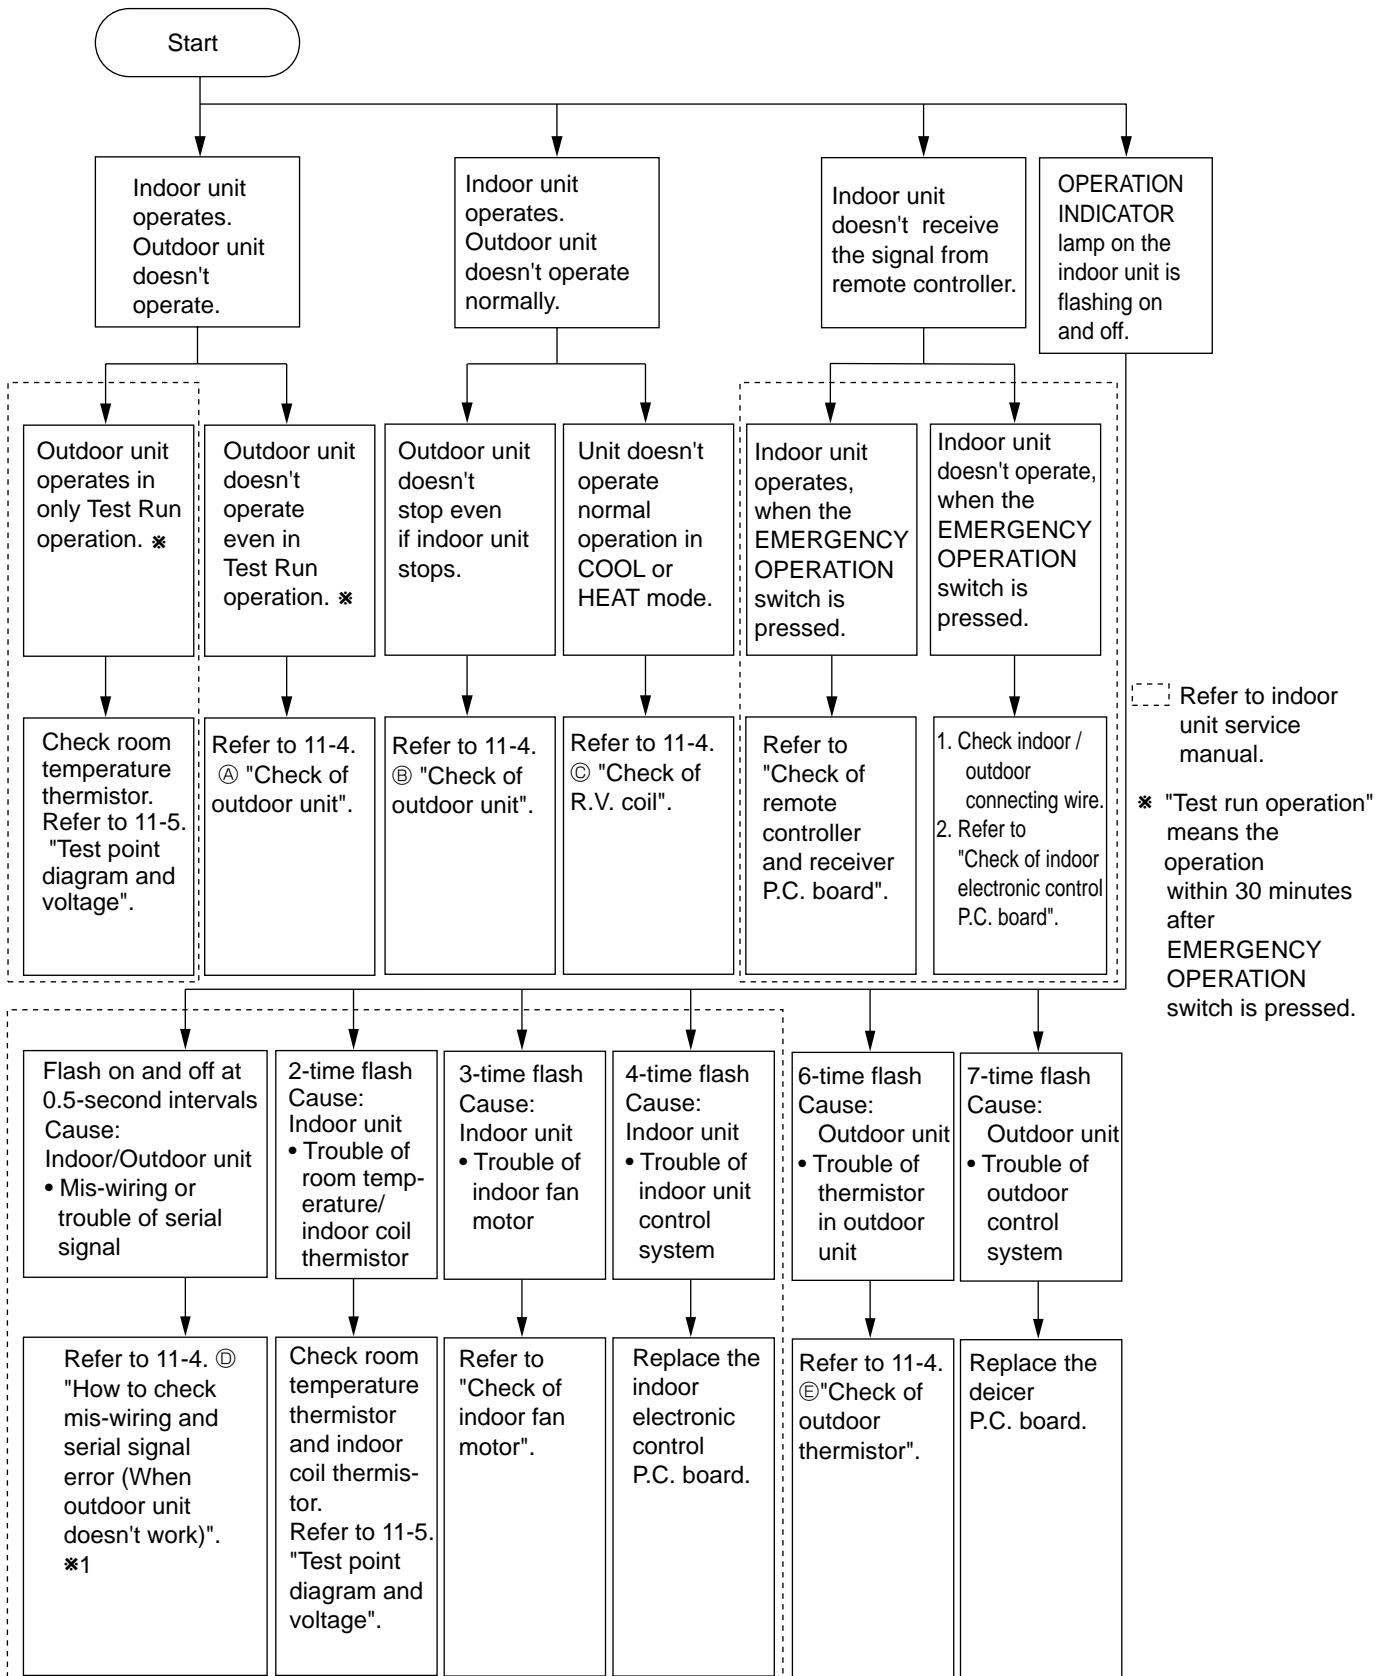 Start
Indoor unit
operates.
Outdoor unit
doesn't
operate.
Indoor unit
operates.
Outdoor unit
doesn't operate
normally.
Indoor unit
doesn't receive
the signal from
remote controller.
OPERATION
INDICATOR
lamp on the
indoor unit is
flashing on
and off.
Outdoor unit
operates in
only Test Run
operation. ※
Outdoor unit
doesn't
operate
even in
Test Run
operation. ※
Outdoor unit
doesn't
stop even
if indoor unit
stops.
Unit doesn't
operate
normal
operation in
COOL or
HEAT mode.
Indoor unit
operates,
when the
EMERGENCY
OPERATION
switch is
pressed.
Indoor unit
doesn't operate,
when the
EMERGENCY
OPERATION
switch is
pressed.
Check room
temperature
thermistor.
Refer to 11-5.
"Test point
diagram and
voltage".
Refer to 11-4.
Ⓐ "Check of
outdoor unit".
Refer to 11-4.
Ⓑ "Check of
outdoor unit".
Refer to 11-4.
Ⓒ "Check of
R.V. coil".
Refer to
"Check of
remote
controller
and receiver
P.C. board".
1. Check indoor /
outdoor
connecting wire.
2. Refer to
"Check of indoor
electronic control
P.C. board".
Refer to indoor
unit service
manual.
※ "Test run operation"
means the
operation
within 30 minutes
after
EMERGENCY
OPERATION
switch is pressed.
Flash on and off at
0.5-second intervals
Cause:
Indoor/Outdoor unit
• Mis-wiring or
trouble of serial
signal
2-time flash
Cause:
Indoor unit
• Trouble of
room temp-
erature/
indoor coil
thermistor
3-time flash
Cause:
Indoor unit
• Trouble of
indoor fan
motor
4-time flash
Cause:
Indoor unit
• Trouble of
indoor unit
control
system
6-time flash
Cause:
Outdoor unit
• Trouble of
thermistor
in outdoor
unit
7-time flash
Cause:
Outdoor unit
• Trouble of
outdoor
control
system
Refer to 11-4. Ⓓ
"How to check
mis-wiring and
serial signal
error (When
outdoor unit
doesn't work)".
※1
Check room
temperature
thermistor
and indoor
coil thermis-
tor.
Refer to 11-5.
"Test point
diagram and
voltage".
Refer to
"Check of
indoor fan
motor".
Replace the
indoor
electronic
control
P.C. board.
Refer to 11-4.
Ⓔ"Check of
outdoor
thermistor".
Replace the
deicer
P.C. board.